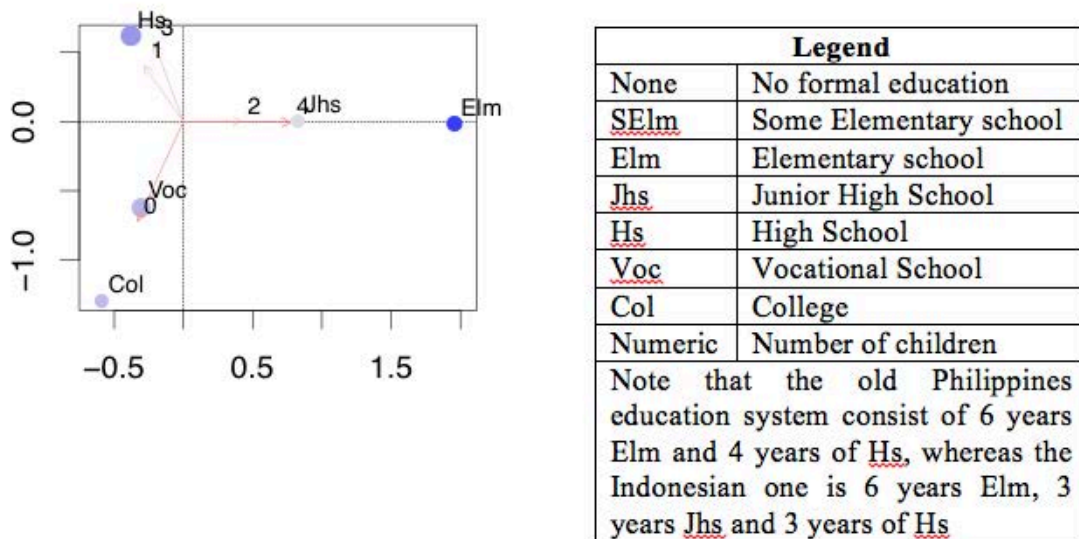 Hs 3
1
2 4 Jhs Elm
Voc
0
Col
0.0
-1.0
-0.5 0.5 1.5
Legend
None No formal education
SElm Some Elementary school
Elm Elementary school
Jhs Junior High School
Hs High School
Voc Vocational School
Col College
Numeric Number of children
Note that the old Philippines
education system consist of 6 years
Elm and 4 years of Hs, whereas the
Indonesian one is 6 years Elm, 3
years Jhs and 3 years of Hs